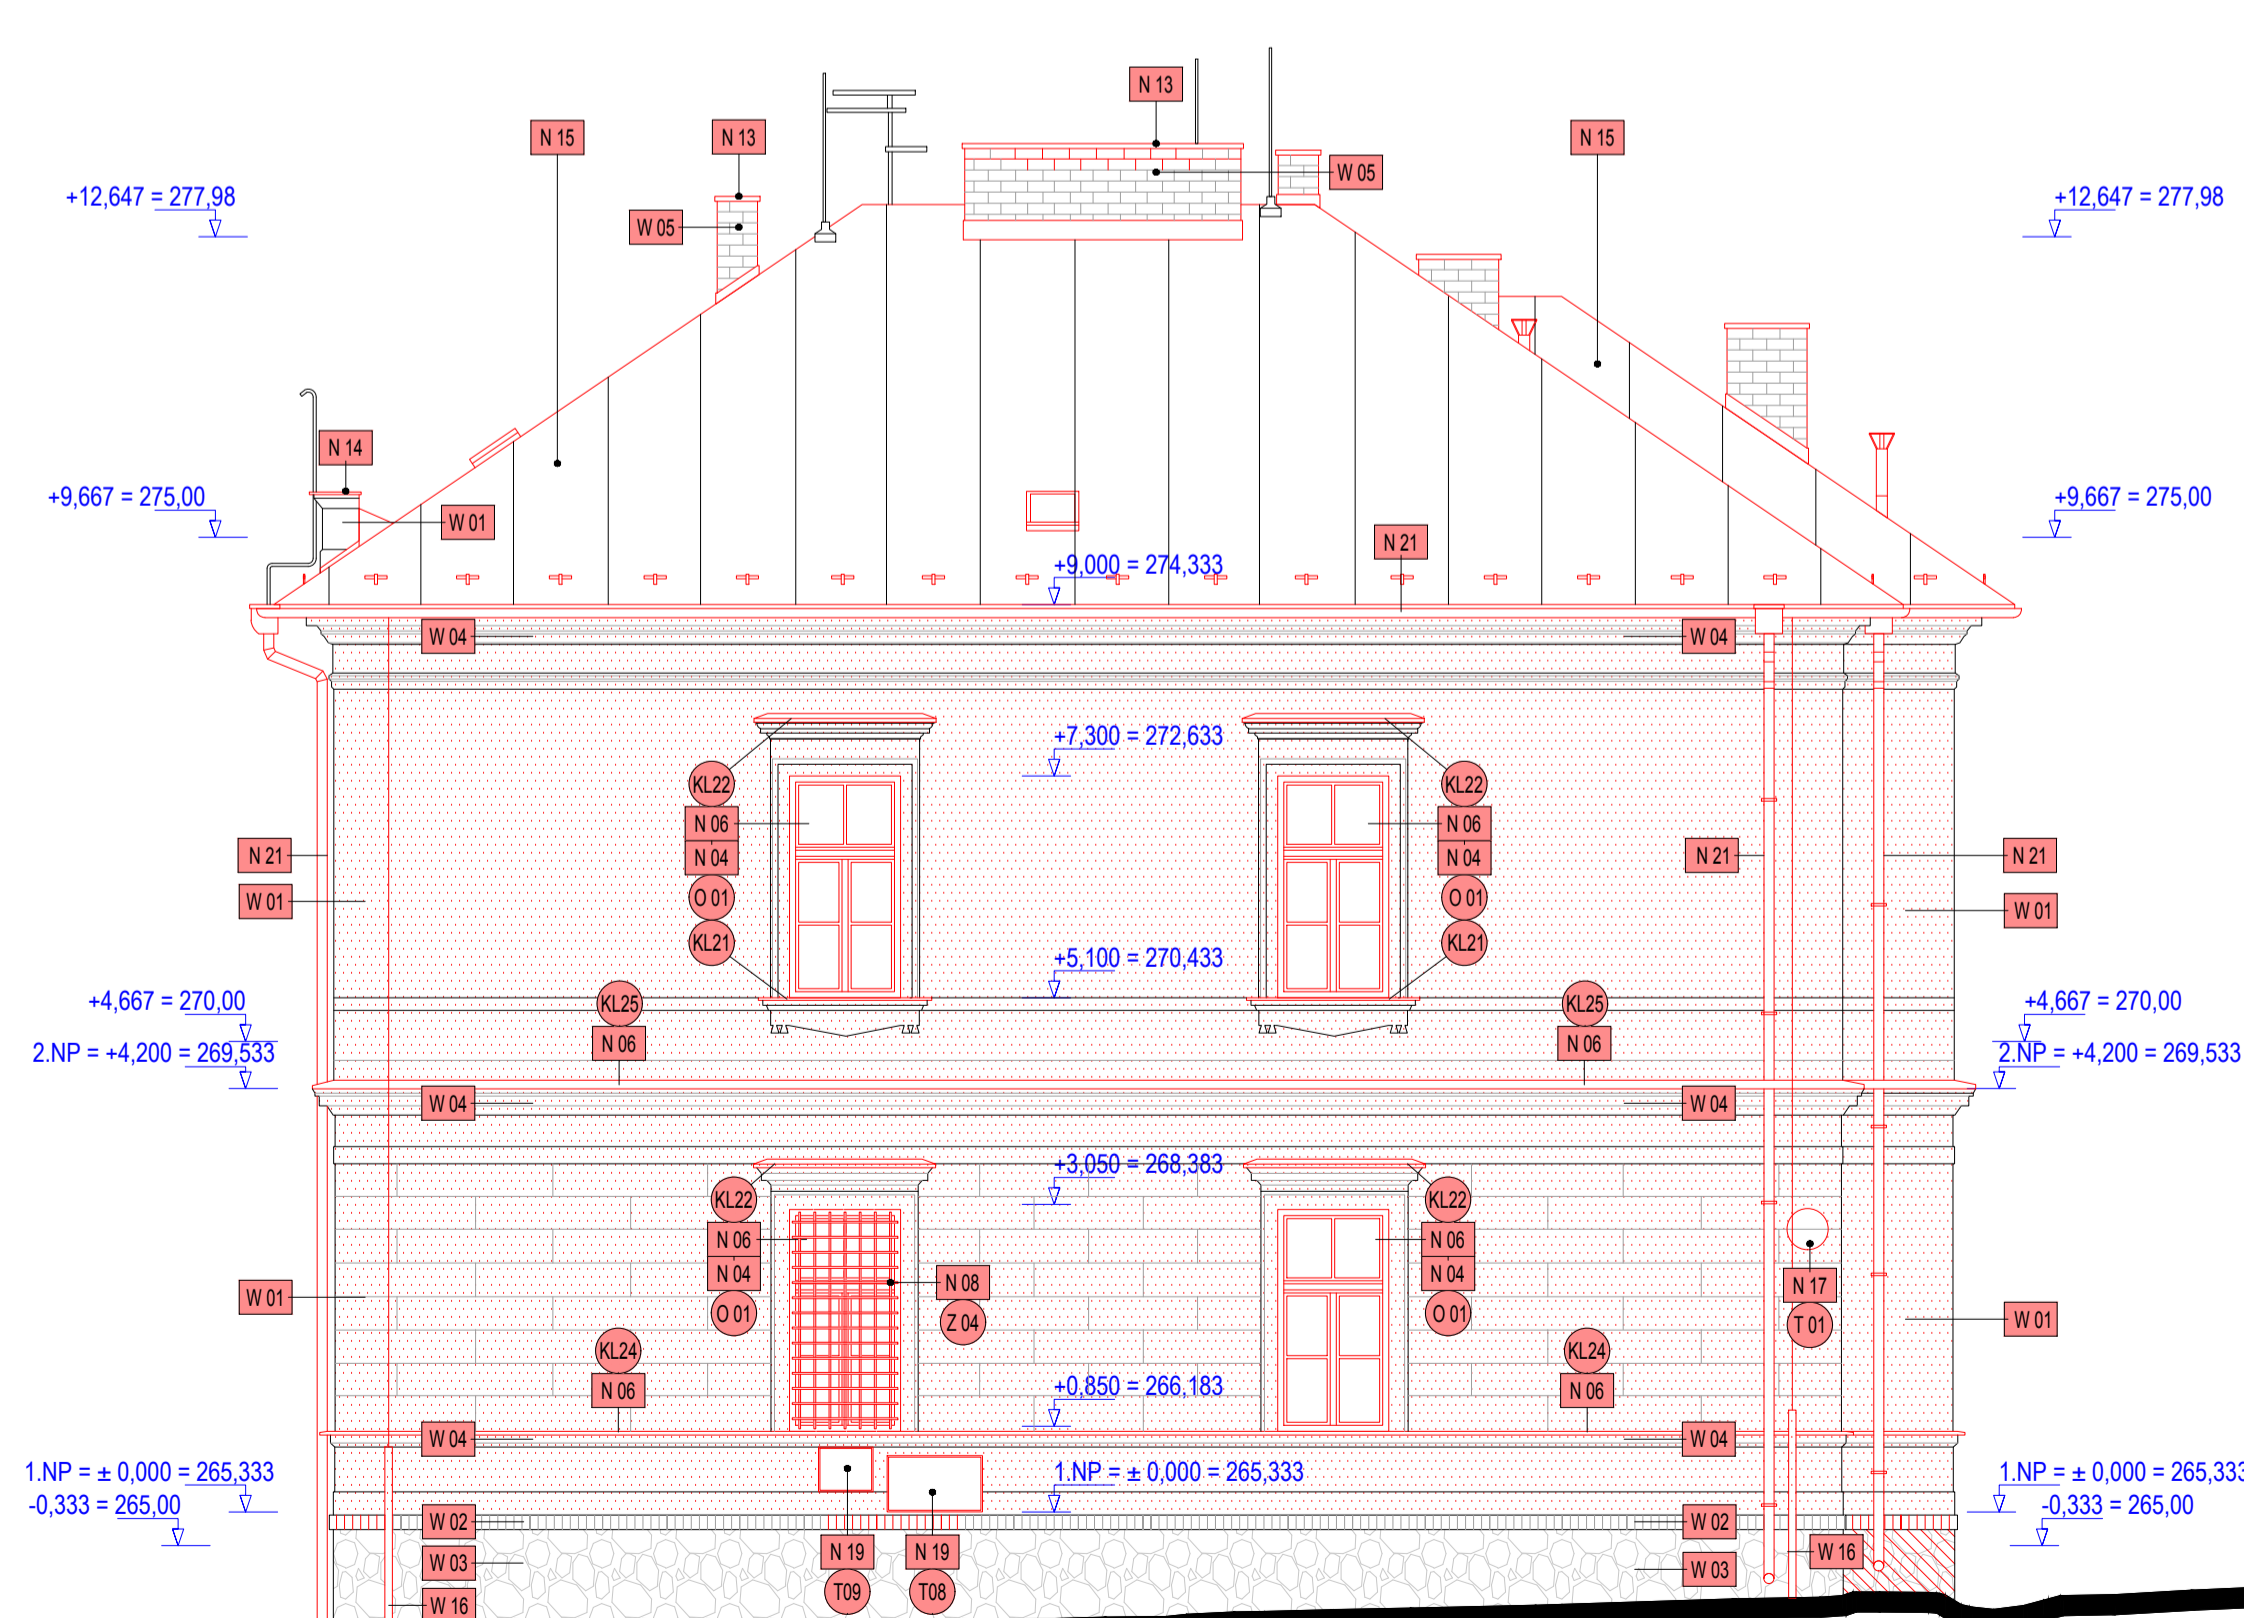 N 13
N 15
N 13
N 15
W 05
+12,647 = 277,98
+12,647 = 277,98
W 05
N 14
+9,667 = 275,00
+9,667 = 275,00
W 01
N 21
+9,000 = 274,333
W 04
W 04
+7,300 = 272,633
KL22
KL22
N 06
N 06
N 21
N 04
N 04
N 21
N 21
W 01
O 01
O 01
W 01
KL21
KL21
+5,100 = 270,433
+4,667 = 270,00
KL25
KL25
+4,667 = 270,00
N 06
N 06
2.NP = +4,200 = 269,533
2.NP = +4,200 = 269,533
W 04
W 04
+3,050 = 268,383
KL22
KL22
N 06
N 06
N 04
N 04
N 08
N 17
W 01
O 01
O 01
Z 04
T 01
W 01
KL24
KL24
N 06
N 06
+0,850 = 266,183
W 04
W 04
1.NP = ± 0,000 = 265,333
1.NP = ± 0,000 = 265,333
1.NP = ± 0,000 = 265,333
-0,333 = 265,00
-0,333 = 265,00
W 02
W 02
N 19
N 19
W 16
W 03
W 03
T09
T08
W 16